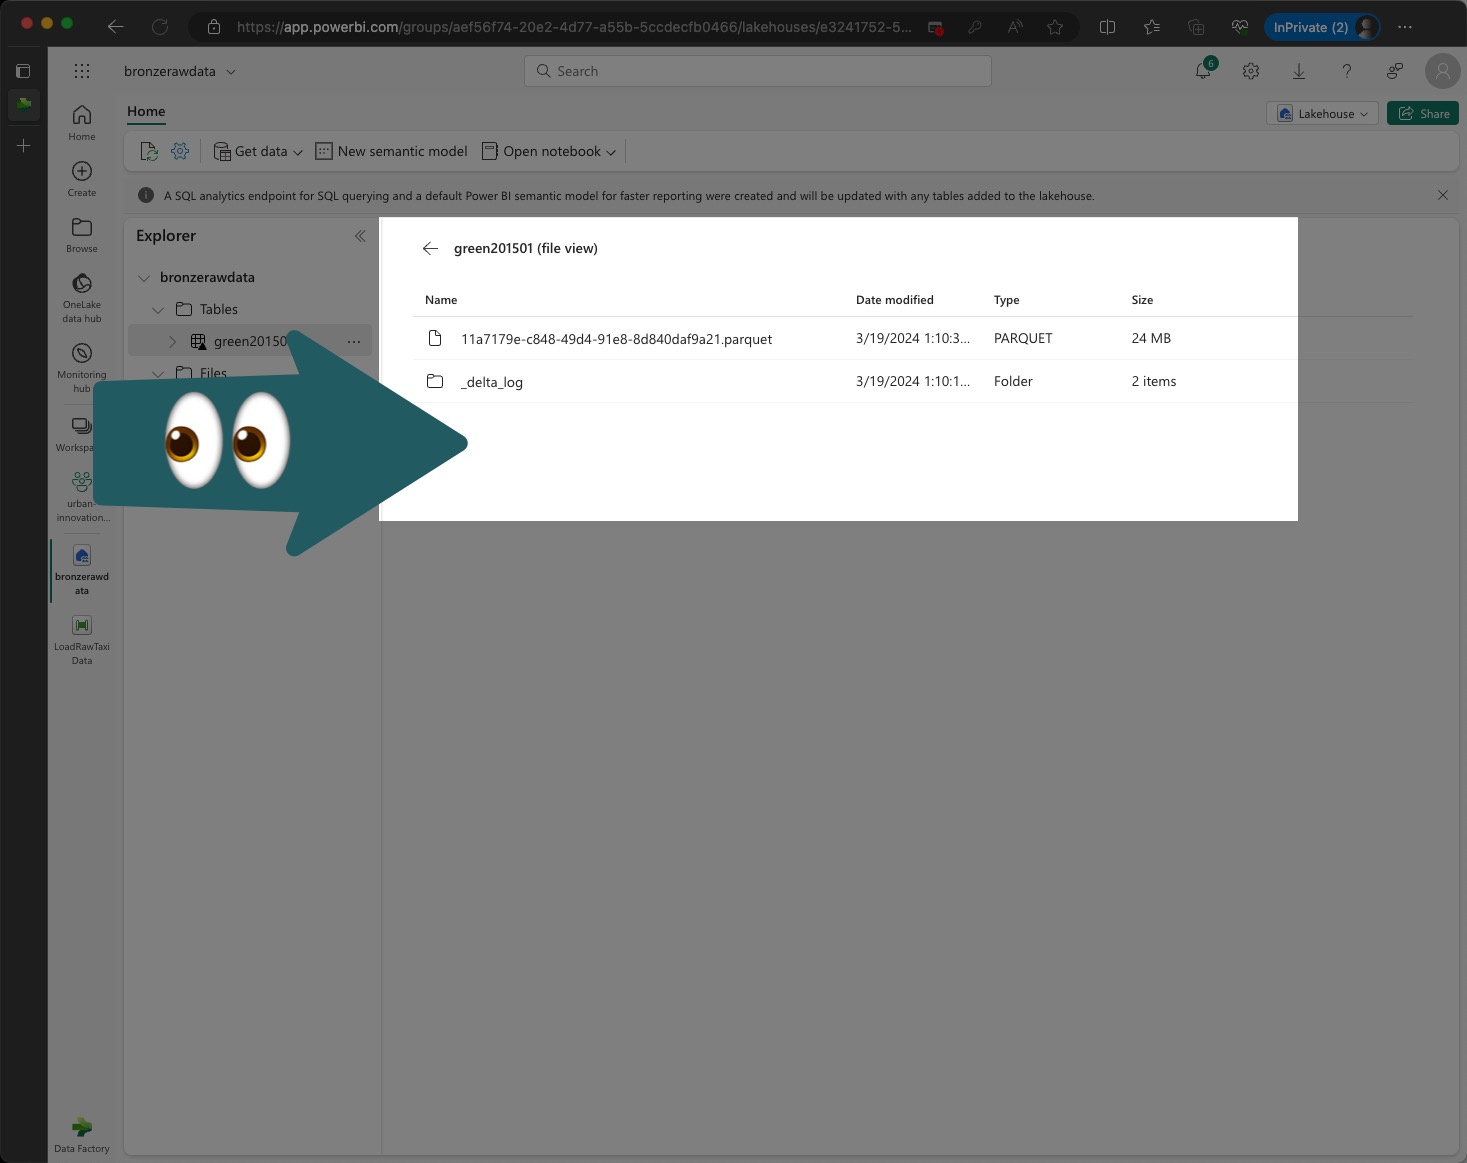 https://app.powerbi.com/groups/aef56f74-20e2-4d77-a55b-5ccdecfb0466/lakehouses/e3241752-5...
InPrivate (2)
bronzerawdata
Search
6
Home
Lakehouse
Share
Get data
New semantic model
Open notebook
A SQL analytics endpoint for SQL querying and a default Power BI semantic model for faster reporting were created and will be updated with any tables added to the lakehouse.
Home
Create
Browse
OneLake
data hub
Monitoring
hub
Workspa
urban-
innovation...
bronzerawd
ata
LoadRawTaxi
Data
Data Factory
Explorer
bronzerawdata
Tables
green20150
Files
green201501 (file view)
Name Date modified Type Size
11a7179e-c848-49d4-91e8-8d840daf9a21.parquet 3/19/2024 1:10:3... PARQUET 24 MB
_delta_log 3/19/2024 1:10:1... Folder 2 items